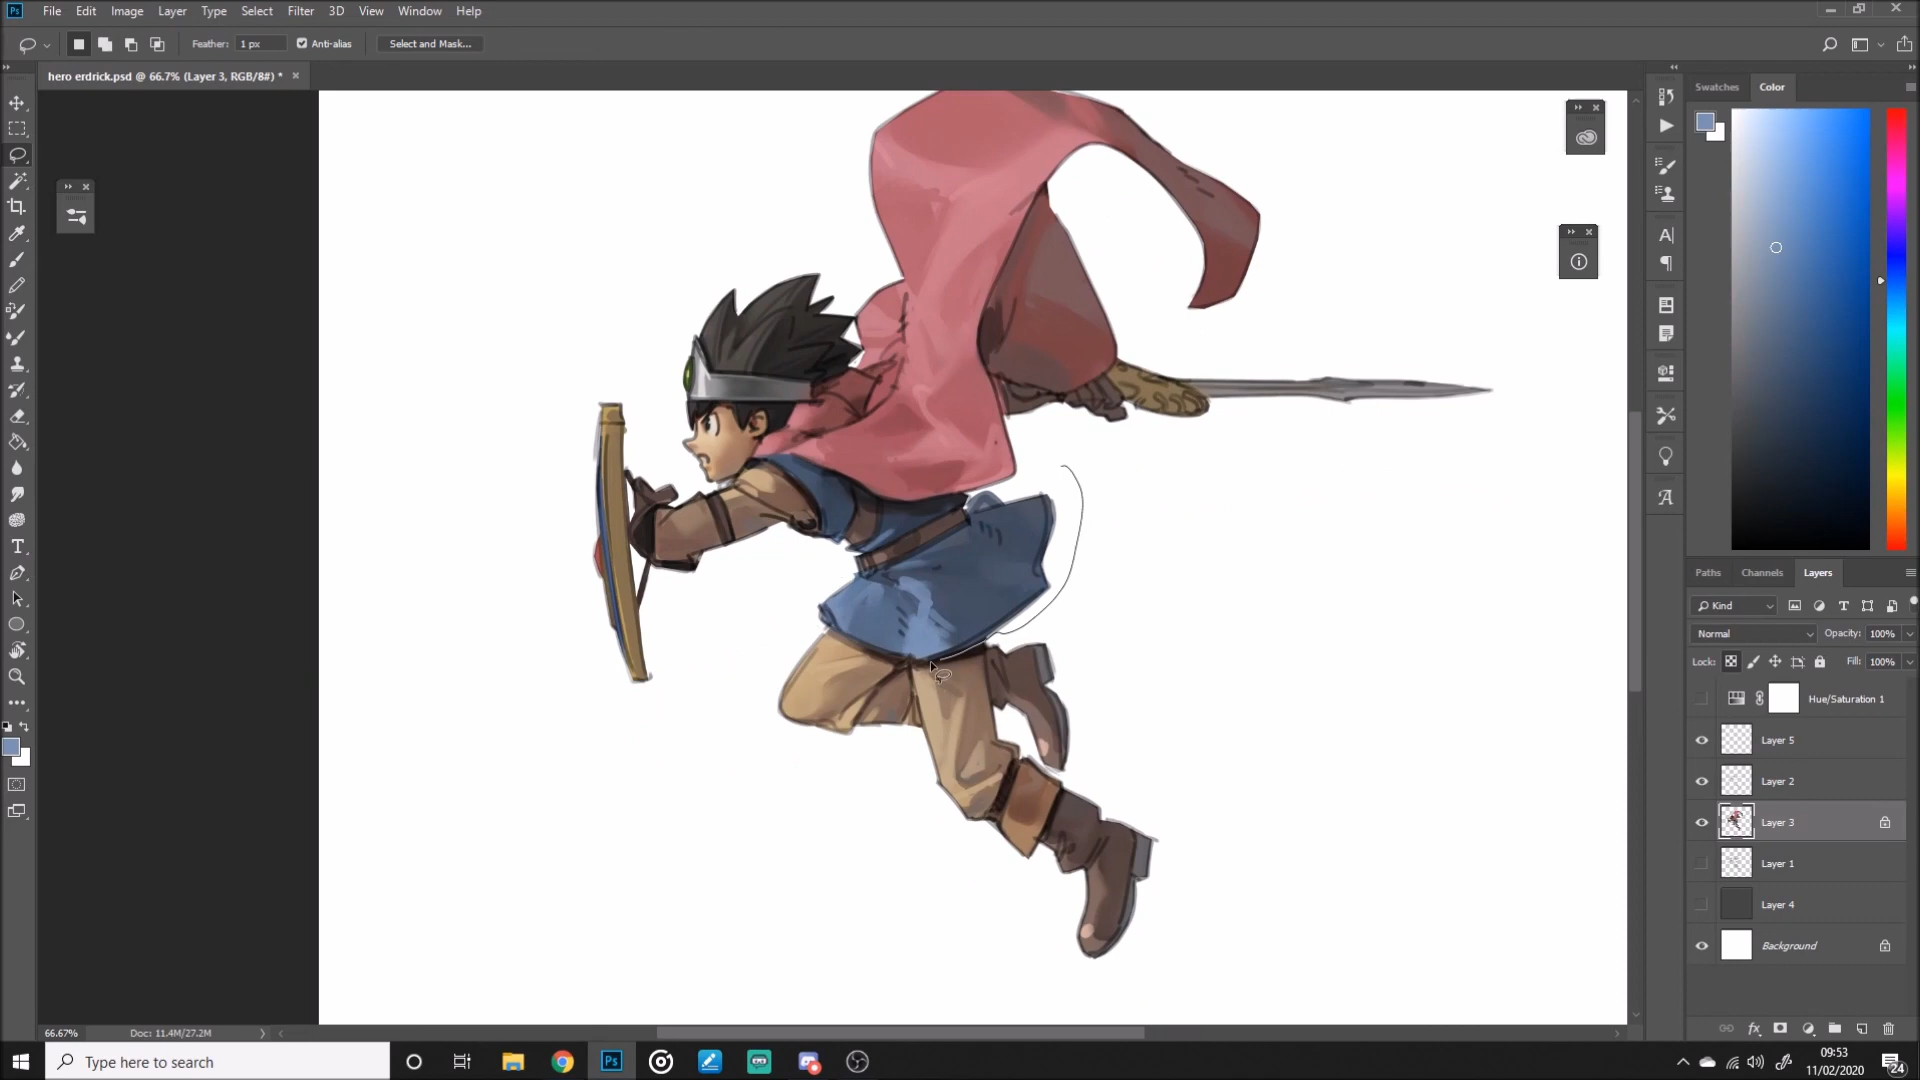 Ps File Edit Image Layer Type Select Filter 3D View Window Help
Feather: 1 px Anti-alias Select and Mask...
hero erdrick.psd @ 66.7% (Layer 3, RGB/8#) *
Swatches Color
Paths Channels Layers
Kind
Normal Opacity: 100%
Lock: Fill: 100%
Hue/Saturation 1
Layer 5
Layer 2
Layer 3
Layer 1
Layer 4
Background
66.67% Doc: 11.4M/27.2M
Type here to search
Ps
09:53
11/02/2020
24